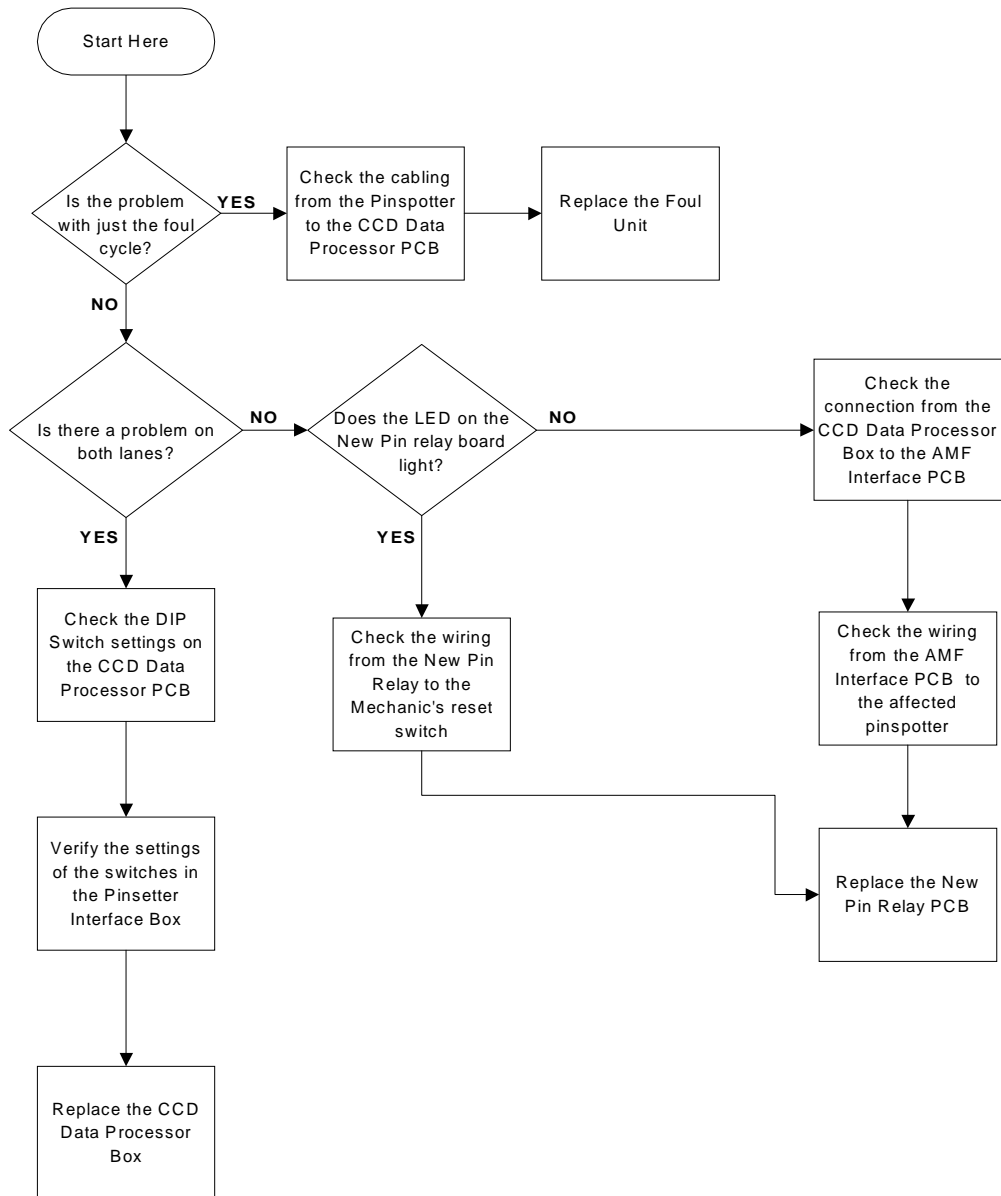 Start Here
Is the problem
with just the foul
cycle?
YES
Check the cabling
from the Pinspotter
to the CCD Data
Processor PCB
Replace the Foul
Unit
NO
Is there a problem on
both lanes?
NO
Does the LED on the
New Pin relay board
light?
NO
Check the
connection from the
CCD Data Processor
Box to the AMF
Interface PCB
YES
YES
Check the DIP
Switch settings on
the CCD Data
Processor PCB
Check the wiring
from the New Pin
Relay to the
Mechanic's reset
switch
Check the wiring
from the AMF
Interface PCB to
the affected
pinspotter
Verify the settings
of the switches in
the Pinsetter
Interface Box
Replace the New
Pin Relay PCB
Replace the CCD
Data Processor
Box